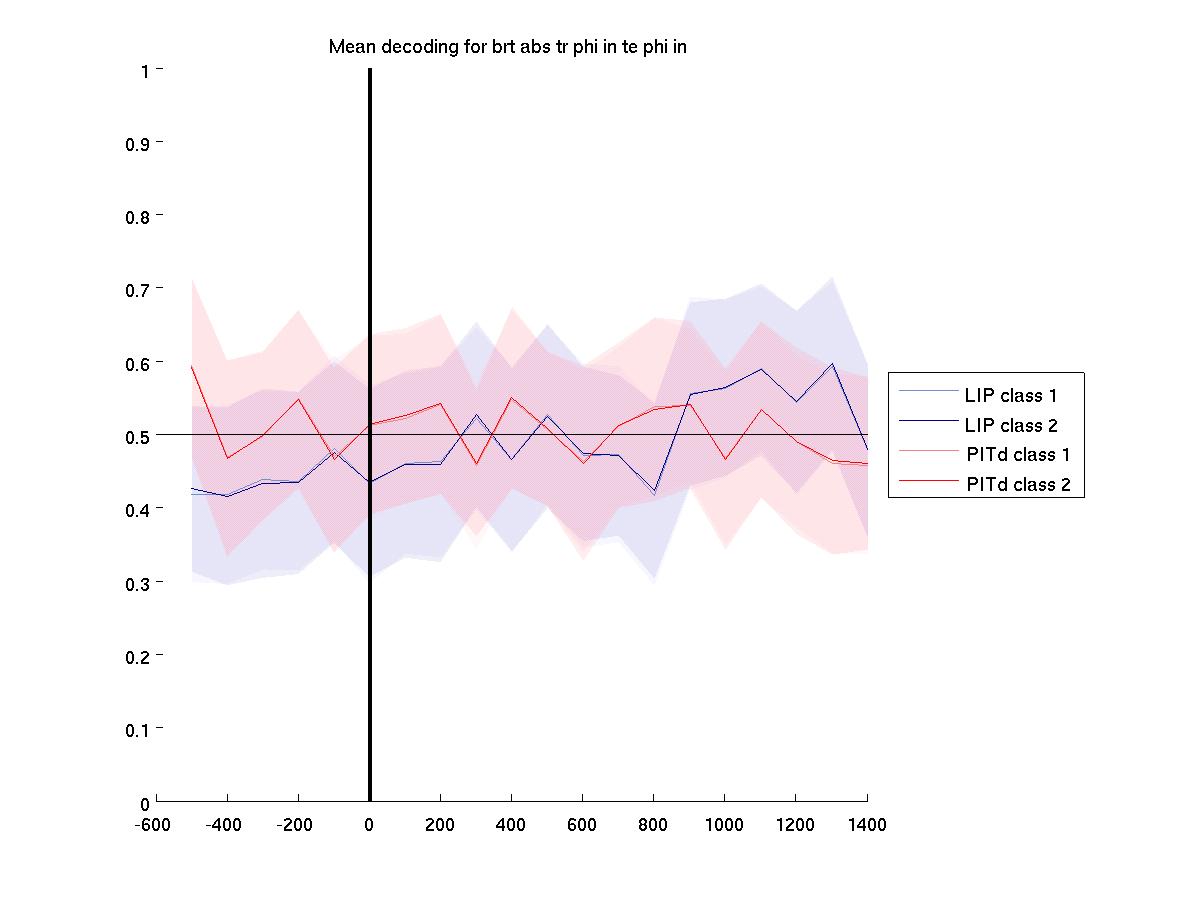 Mean decoding for brt abs tr phi in te phi in
1
0.9
0.8
0.7
0.6
0.5
0.4
0.3
0.2
0.1
0
-600 -400 -200 0 200 400 600 800 1000 1200 1400
LIP class 1
LIP class 2
PITd class 1
PITd class 2